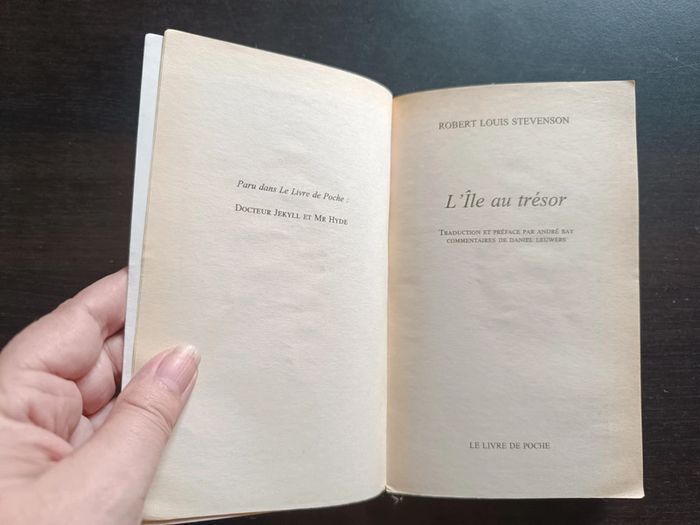 Paru dans Le Livre de Poche :
DOCTEUR JEKYLL ET MR HYDE
ROBERT LOUIS STEVENSON
L'Île au trésor
TRADUCTION ET PRÉFACE PAR ANDRÉ BAY
COMMENTAIRES DE DANIEL LEUWERS
LE LIVRE DE POCHE